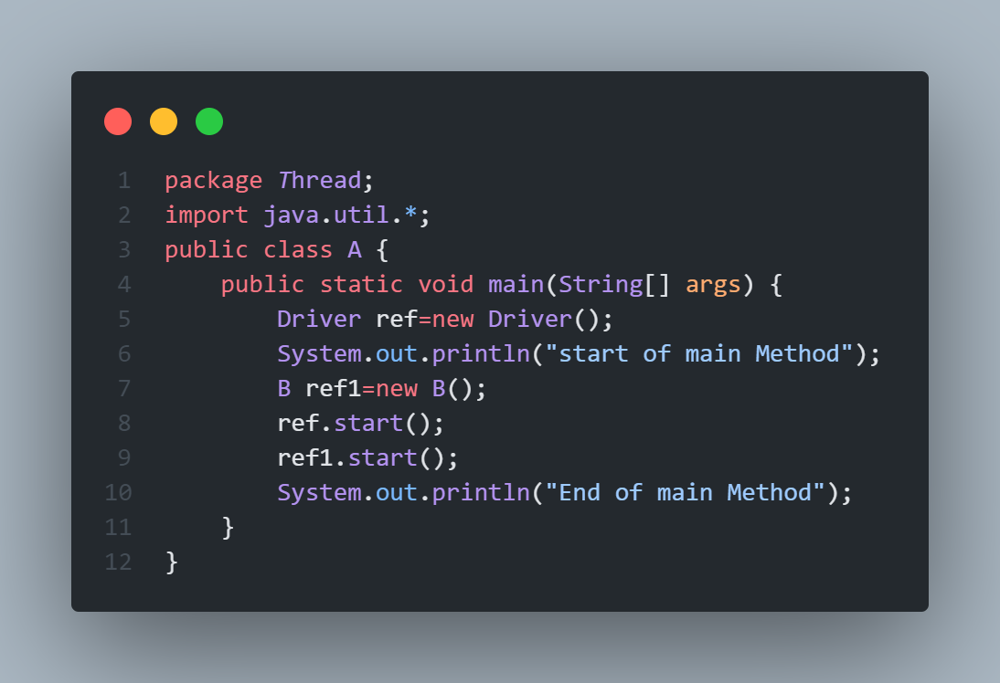 1 package Thread;
2 import java.util.*;
3 public class A {
4     public static void main(String[] args) {
5         Driver ref=new Driver();
6         System.out.println("start of main Method");
7         B ref1=new B();
8         ref.start();
9         ref1.start();
10         System.out.println("End of main Method");
11     }
12 }